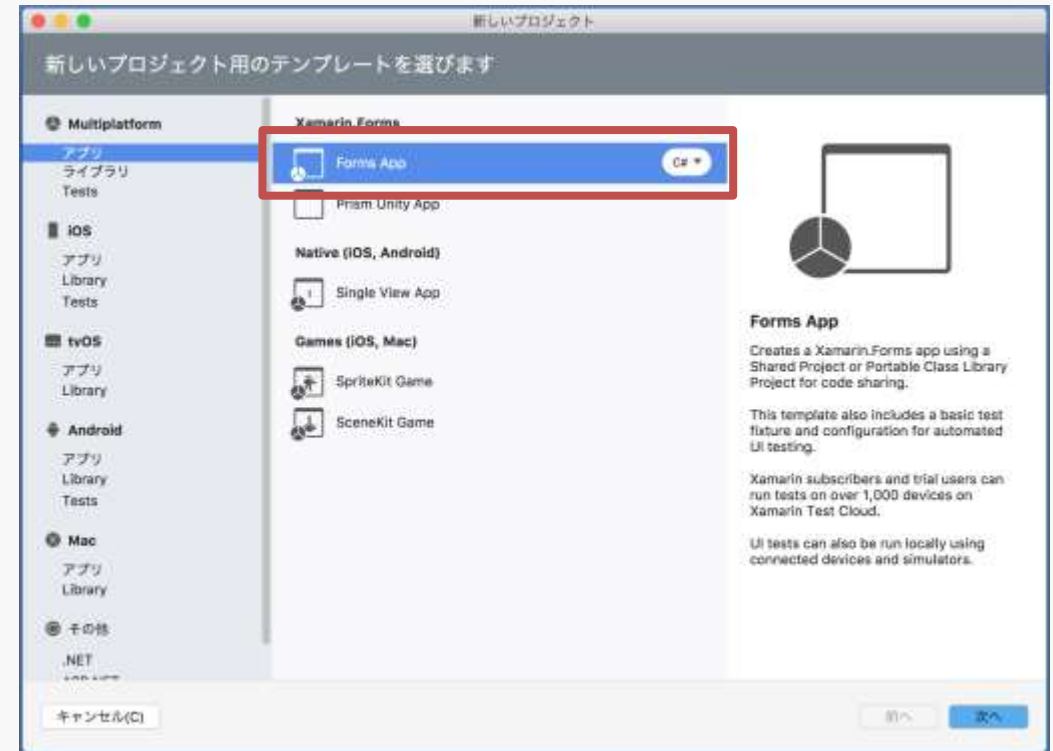 新しいプロジェクト
新しいプロジェクト用のテンプレートを選びます
Multiplatform
アプリ
ライブラリ
Tests
iOS
アプリ
Library
Tests
tvOS
アプリ
Library
Android
アプリ
Library
Tests
Mac
アプリ
Library
その他
.NET
Xamarin.Forms
Forms App
C#
Prism Unity App
Native (iOS, Android)
Single View App
Games (iOS, Mac)
SpriteKit Game
SceneKit Game
Forms App
Creates a Xamarin.Forms app using a
Shared Project or Portable Class Library
Project for code sharing.
This template also includes a basic test
fixture and configuration for automated
UI testing.
Xamarin subscribers and trial users can
run tests on over 1,000 devices on
Xamarin Test Cloud.
UI tests can also be run locally using
connected devices and simulators.
キャンセル(C)
前へ
次へ